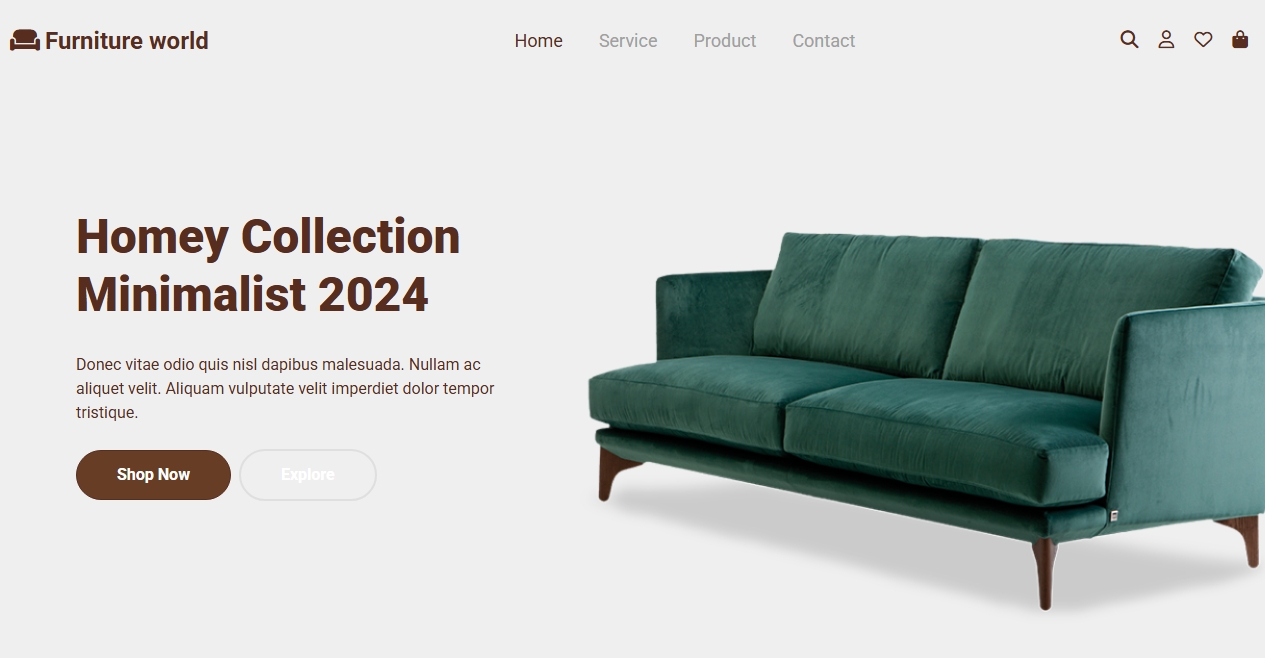 Furniture world
Home
Service
Product
Contact
Homey Collection
Minimalist 2024
Donec vitae odio quis nisl dapibus malesuada. Nullam ac
aliquet velit. Aliquam vulputate velit imperdiet dolor tempor
tristique.
Shop Now
Explore